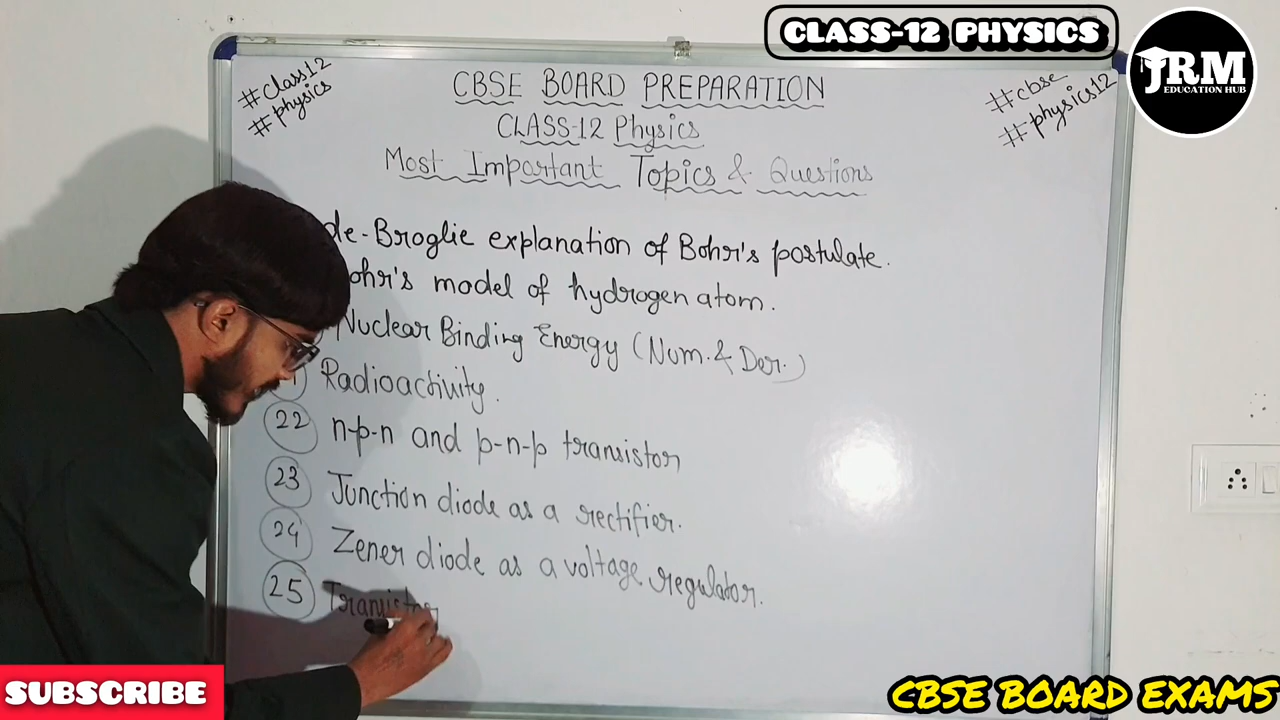 CLASS-12 PHYSICS
JRM
EDUCATION HUB
#class12
#physics
#cbse
#physics12
CBSE BOARD PREPARATION
CLASS-12 Physics
Most Important Topics & Questions
de-Broglie explanation of Bohr's postulate.
ohr's model of hydrogen atom.
Nuclear Binding Energy (Num. & Der.)
1 Radioactivity.
22 n-p-n and p-n-p transistor
23 Junction diode as a rectifier.
24 Zener diode as a voltage regulator.
25 Transistor
SUBSCRIBE
CBSE BOARD EXAMS